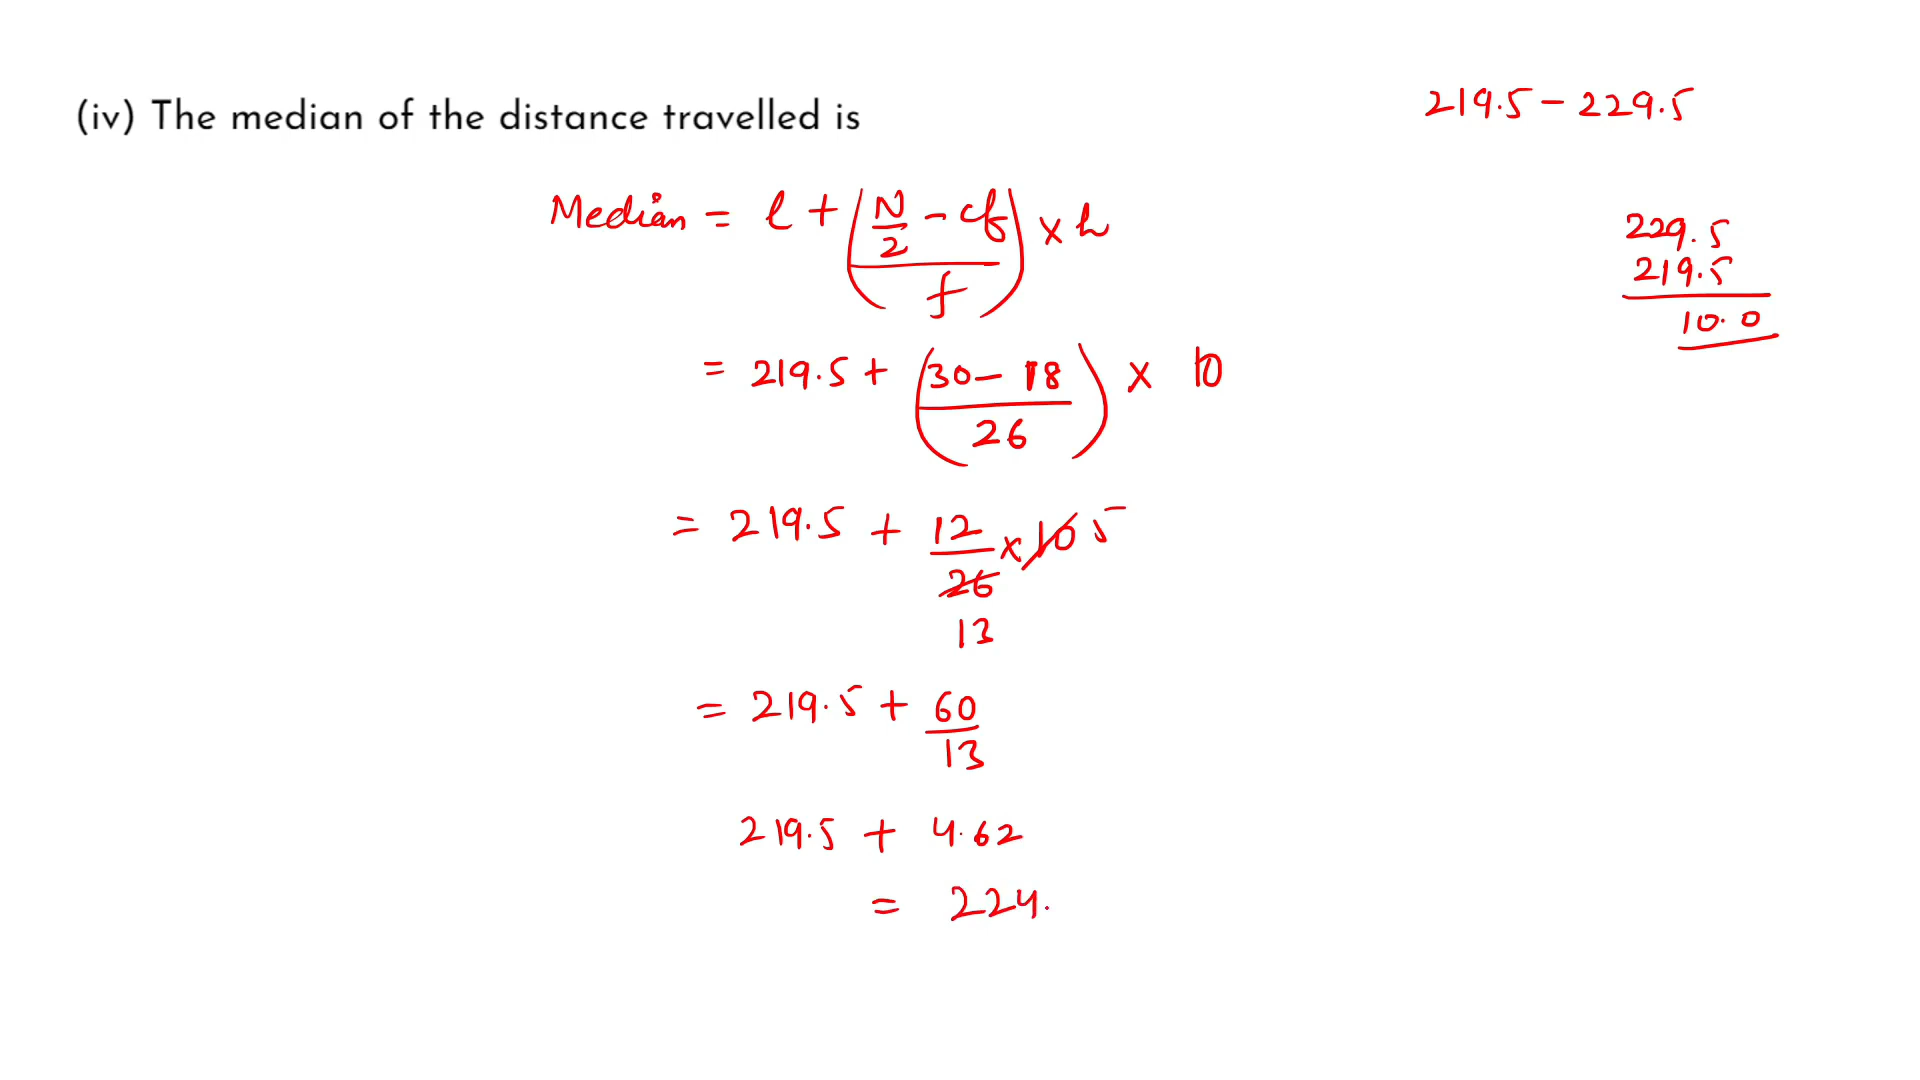 (iv) The median of the distance travelled is
219.5 - 229.5
Median = l + (N/2 - cf / f) x h
229.5
219.5
10.0
= 219.5 + (30 - 18 / 26) x 10
= 219.5 + 12/26 x 10 5
13
= 219.5 + 60/13
219.5 + 4.62
= 224.